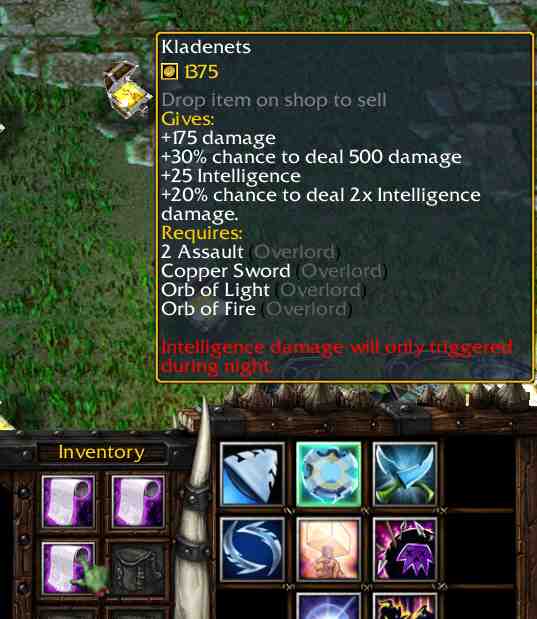 Kladenets
1375
Drop item on shop to sell
Gives:
+175 damage
+30% chance to deal 500 damage
+25 Intelligence
+20% chance to deal 2x Intelligence
damage.
Requires:
2 Assault (Overlord)
Copper Sword (Overlord)
Orb of Light (Overlord)
Orb of Fire (Overlord)
Intelligence damage will only triggered
during night.
Inventory